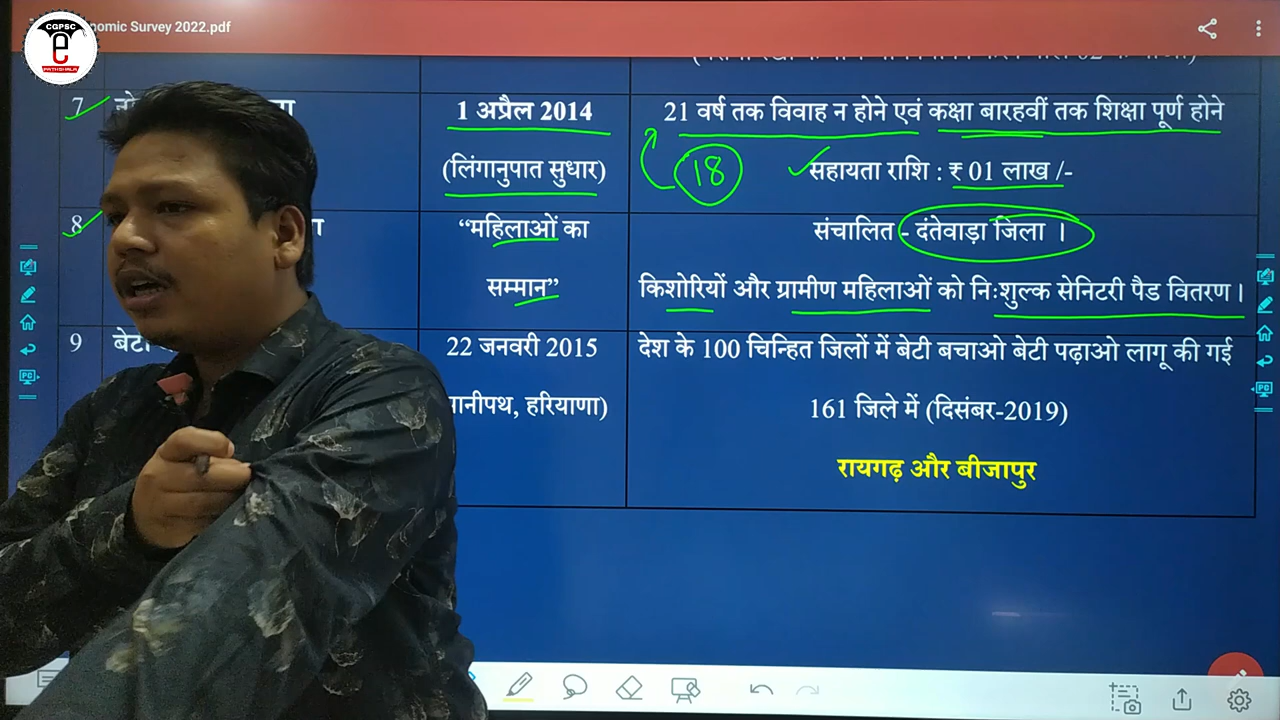 CGPSC
e
PATHSHALA
nomic Survey 2022.pdf
7
1 अप्रैल 2014
(लिंगानुपात सुधार)
21 वर्ष तक विवाह न होने एवं कक्षा बारहवीं तक शिक्षा पूर्ण होने
18
सहायता राशि : ₹ 01 लाख /-
8
“महिलाओं का
सम्मान”
संचालित - दंतेवाड़ा जिला ।
किशोरियों और ग्रामीण महिलाओं को निःशुल्क सेनिटरी पैड वितरण ।
9
बेटी
22 जनवरी 2015
पानीपथ, हरियाणा)
देश के 100 चिन्हित जिलों में बेटी बचाओ बेटी पढ़ाओ लागू की गई
161 जिले में (दिसंबर-2019)
रायगढ़ और बीजापुर